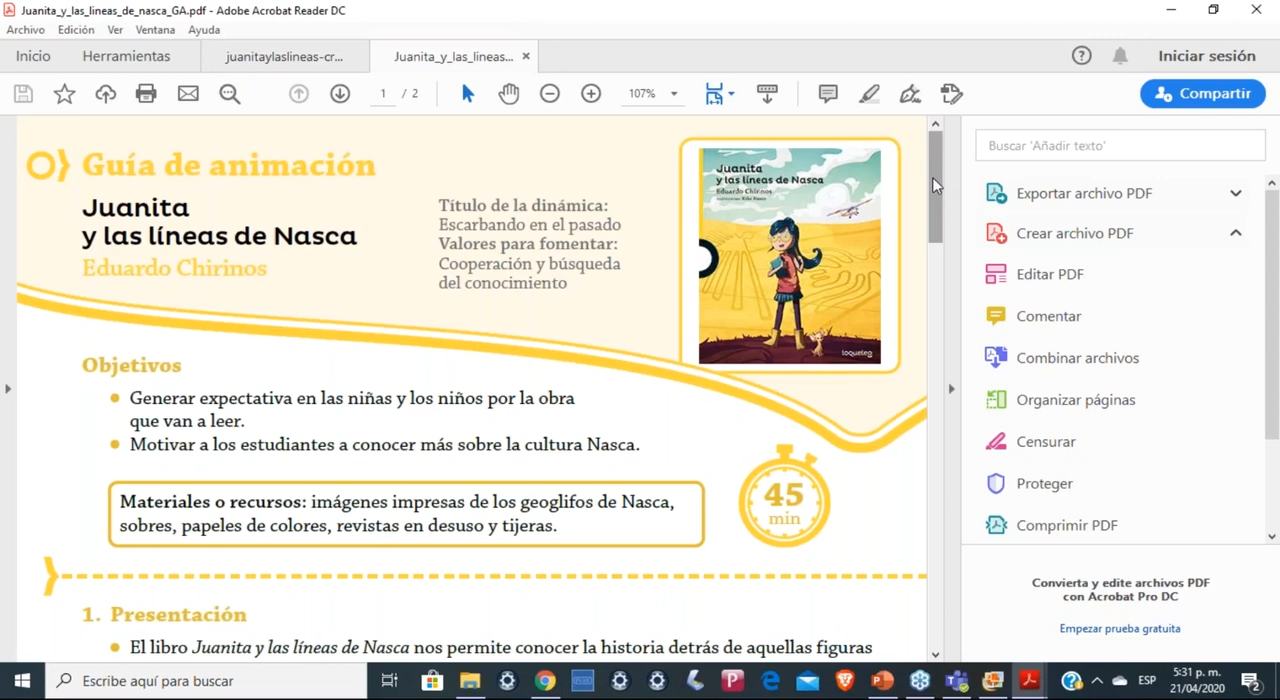 Juanita_y_las_lineas_de_nasca_GA.pdf - Adobe Acrobat Reader DC
Archivo Edición Ver Ventana Ayuda
Inicio Herramientas juanitaylaslineas-cr... Juanita_y_las_lineas... ×
Iniciar sesión
1 / 2
107%
Compartir
Guía de animación
Juanita
y las líneas de Nasca
Eduardo Chirinos
Título de la dinámica:
Escarbando en el pasado
Valores para fomentar:
Cooperación y búsqueda
del conocimiento
Juanita
y las líneas de Nasca
Eduardo Chirinos
loqueleo
Objetivos
Generar expectativa en las niñas y los niños por la obra
que van a leer.
Motivar a los estudiantes a conocer más sobre la cultura Nasca.
Materiales o recursos: imágenes impresas de los geoglifos de Nasca,
sobres, papeles de colores, revistas en desuso y tijeras.
45
min
1. Presentación
El libro Juanita y las líneas de Nasca nos permite conocer la historia detrás de aquellas figuras
Buscar 'Añadir texto'
Exportar archivo PDF
Crear archivo PDF
Editar PDF
Comentar
Combinar archivos
Organizar páginas
Censurar
Proteger
Comprimir PDF
Convierta y edite archivos PDF
con Acrobat Pro DC
Empezar prueba gratuita
Escribe aquí para buscar
ESP
5:31 p. m.
21/04/2020
2